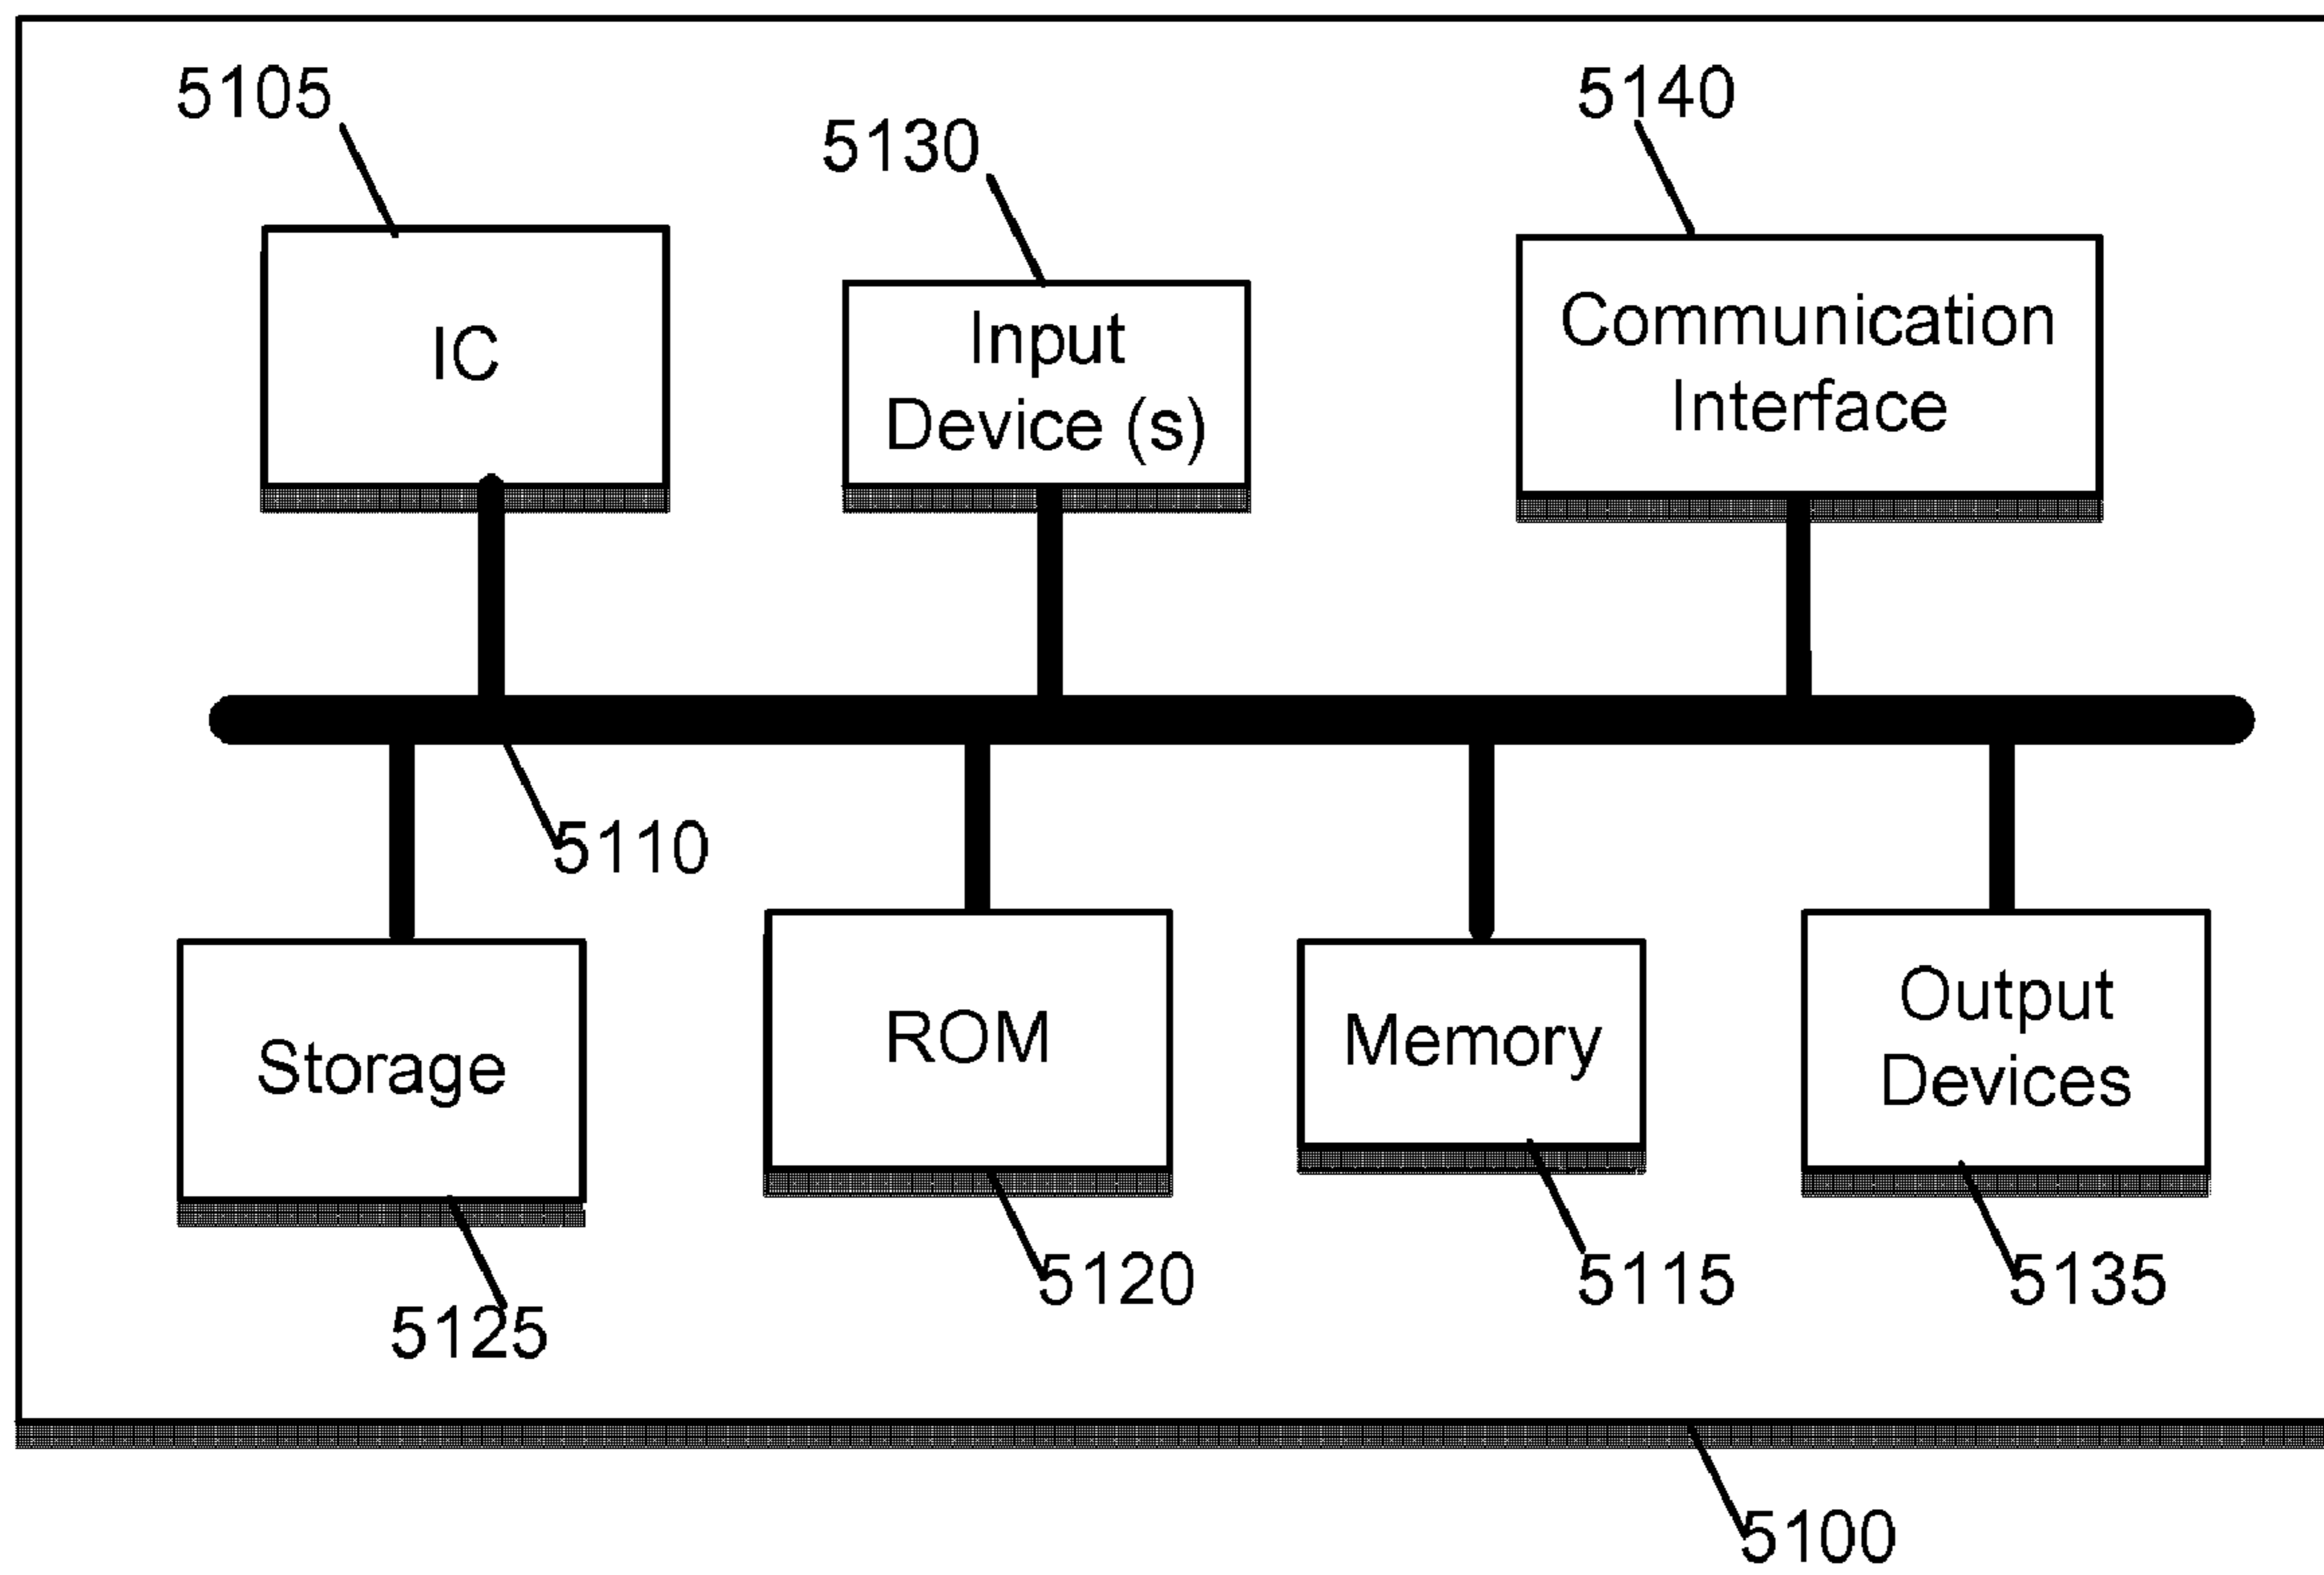 5105
5130
5140
IC
Input
Device (s)
Communication
Interface
5110
Storage
ROM
Memory
Output
Devices
5125
5120
5115
5135
5100